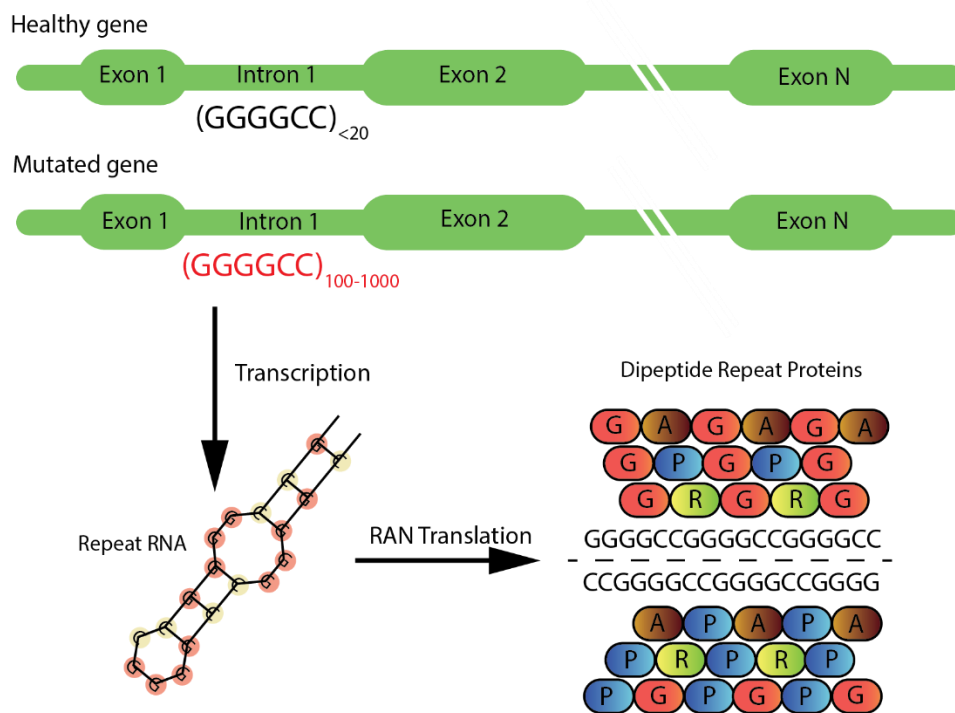 Healthy gene
Exon 1 Intron 1 Exon 2 Exon N
(GGGGCC)<20
Mutated gene
Exon 1 Intron 1 Exon 2 Exon N
(GGGGCC)100-1000
Transcription
Dipeptide Repeat Proteins
G A G A G A
G P G P G
G R G R G
Repeat RNA
RAN Translation
GGGGCCGGGGCCGGGGCC
CCGGGGCCGGGGCCGGGG
A P A P A
P R P R P
P G P G P G